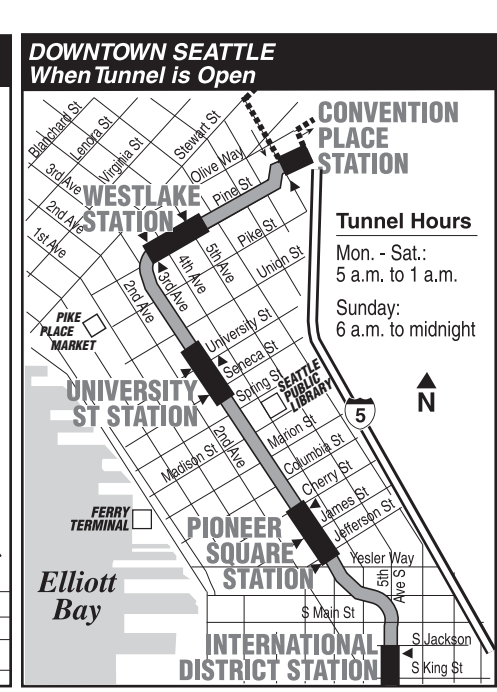 DOWNTOWN SEATTLE
When Tunnel is Open
CONVENTION
PLACE
STATION
Blanchard St
Lenora St
Virginia St
Stewart St
Olive Way
3rd Ave
2nd Ave
1st Ave
Pine St
WESTLAKE
STATION
Pike St
Union St
5th Ave
4th Ave
3rd Ave
2nd Ave
Tunnel Hours
Mon. - Sat.:
5 a.m. to 1 a.m.
Sunday:
6 a.m. to midnight
N
PIKE
PLACE
MARKET
University St
Seneca St
Spring St
SEATTLE
PUBLIC
LIBRARY
5
UNIVERSITY
ST STATION
2nd Ave
Madison St
Marion St
Columbia St
Cherry St
James St
Jefferson St
FERRY
TERMINAL
PIONEER
SQUARE
STATION
Yesler Way
5th
Ave S
Elliott
Bay
S Main St
S Jackson
INTERNATIONAL
DISTRICT STATION
S King St